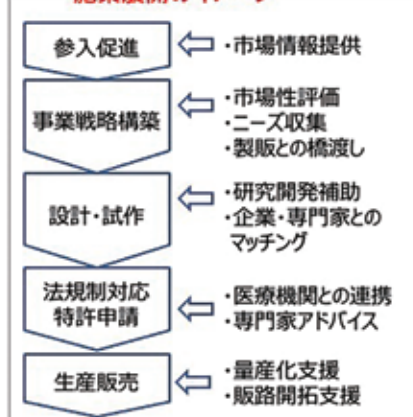 参入促進
・市場情報提供
事業戦略構築
・市場性評価
・ニーズ収集
・製販との橋渡し
設計・試作
・研究開発補助
・企業・専門家との
マッチング
法規制対応
特許申請
・医療機関との連携
・専門家アドバイス
生産販売
・量産化支援
・販路開拓支援